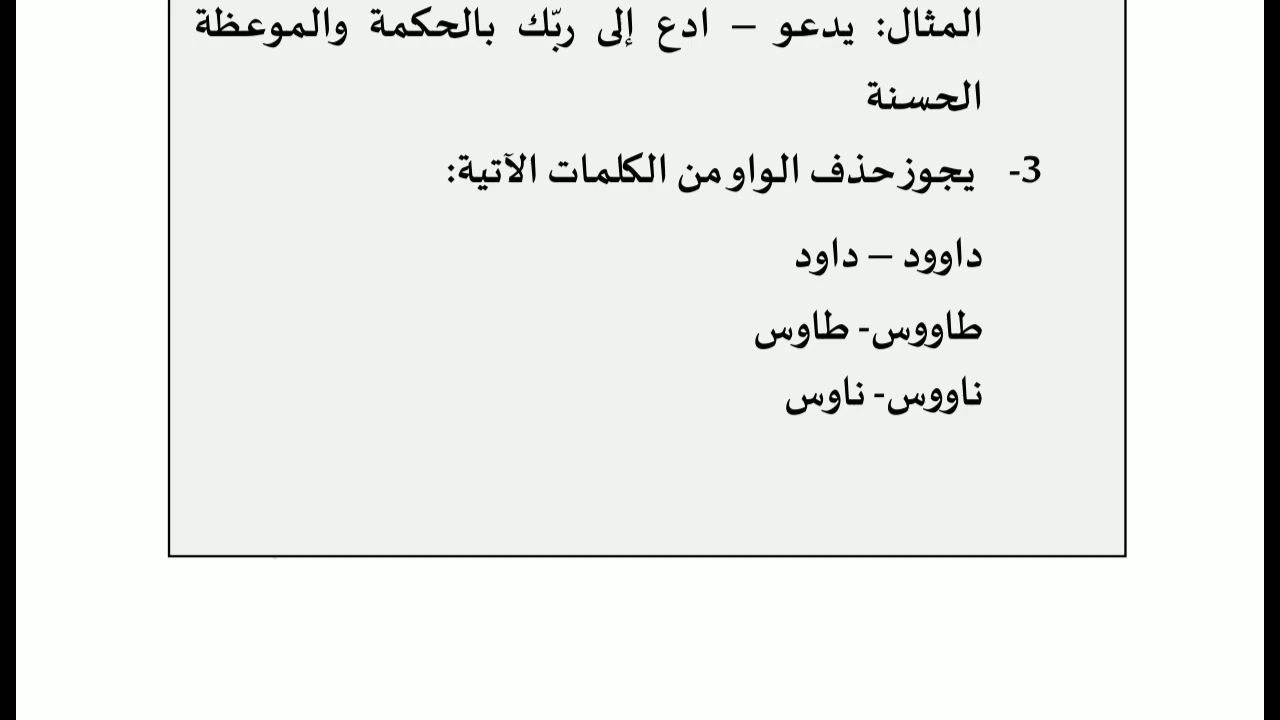 المثال: يدعو – ادع إلى ربّك بالحكمة والموعظة
الحسنة
3- يجوز حذف الواو من الكلمات الآتية:
داوود – داود
طاووس- طاوس
ناووس- ناوس